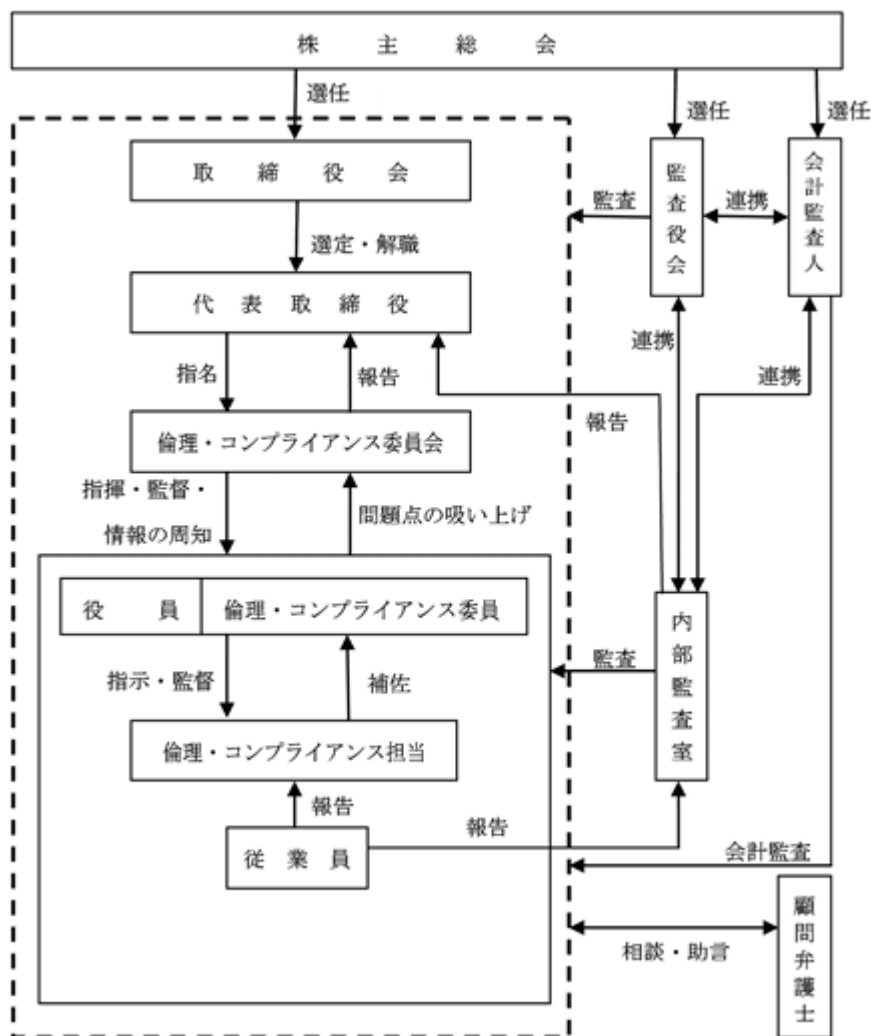 株主総会
選任
選任
選任
取締役会
監査役会
会計監査人
監査
連携
選定・解職
代表取締役
連携
指名
報告
連携
報告
倫理・コンプライアンス委員会
指揮・監督・
情報の周知
問題点の吸い上げ
役員
倫理・コンプライアンス委員
内部監査室
指示・監督
補佐
監査
倫理・コンプライアンス担当
報告
報告
従業員
会計監査
顧問弁護士
相談・助言